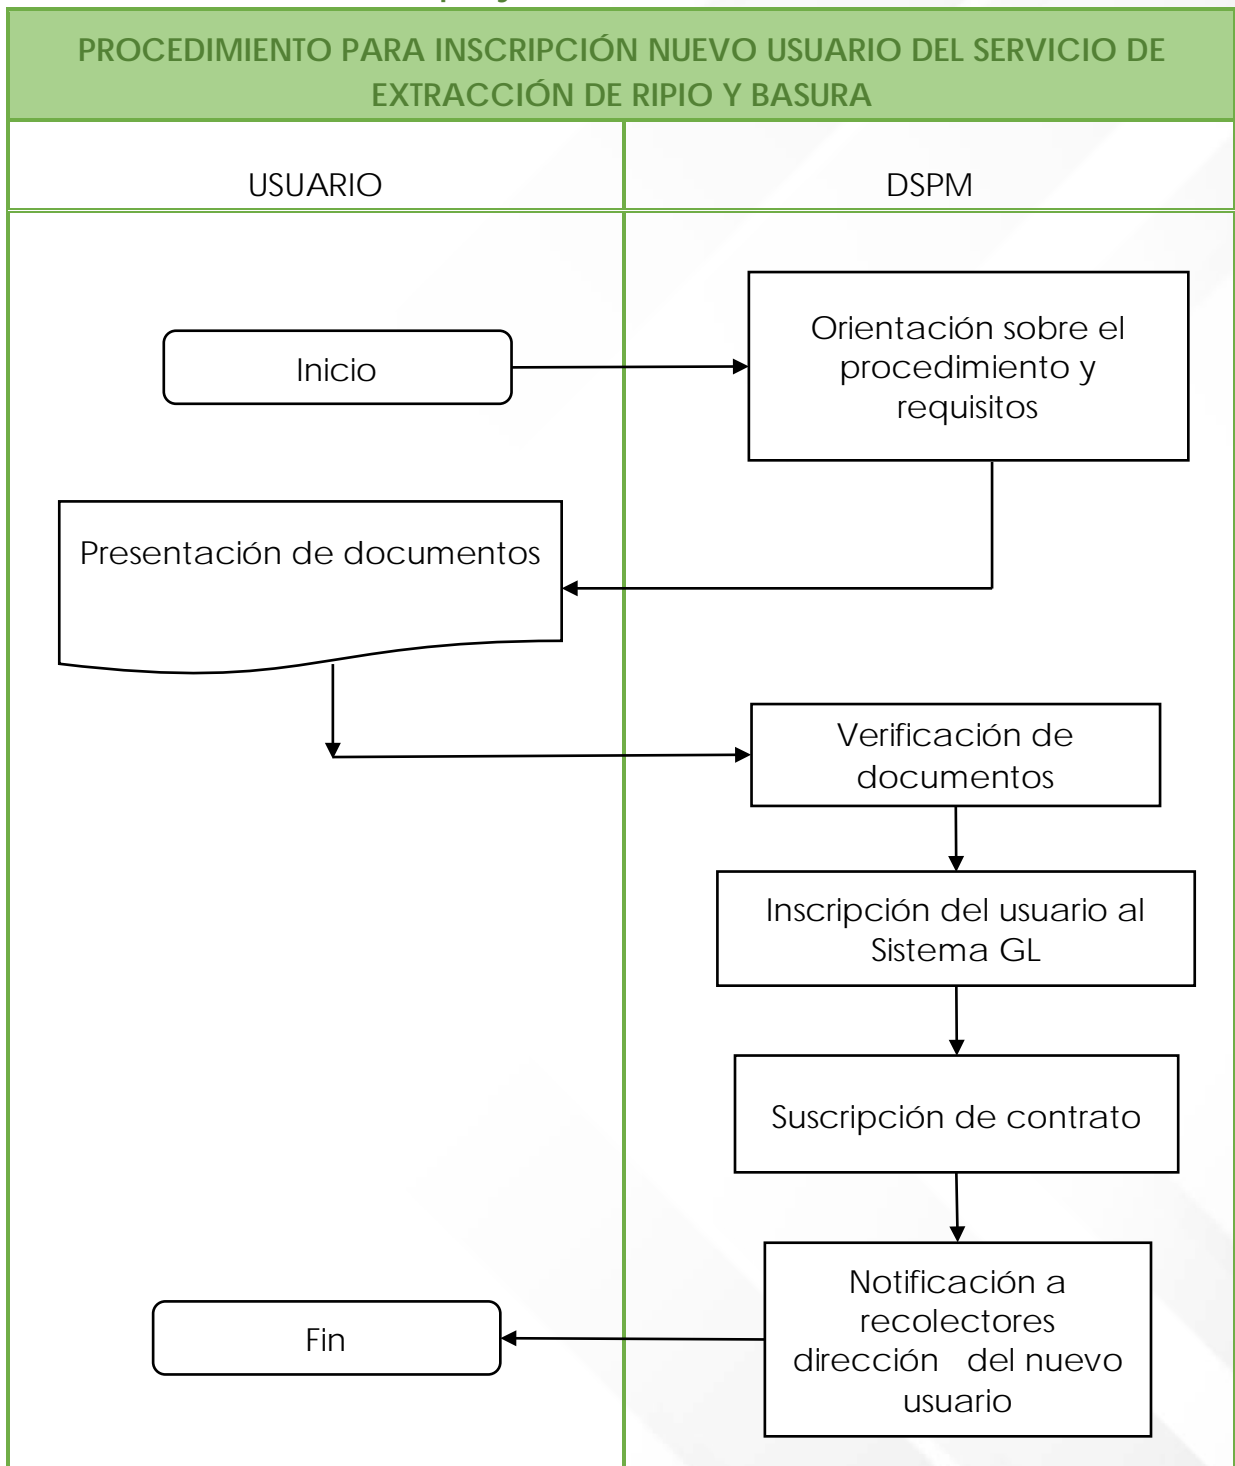 PROCEDIMIENTO PARA INSCRIPCIÓN NUEVO USUARIO DEL SERVICIO DE
EXTRACCIÓN DE RIPIO Y BASURA
USUARIO
DSPM
Inicio
Orientación sobre el
procedimiento y
requisitos
Presentación de documentos
Verificación de
documentos
Inscripción del usuario al
Sistema GL
Suscripción de contrato
Notificación a
recolectores
dirección del nuevo
usuario
Fin